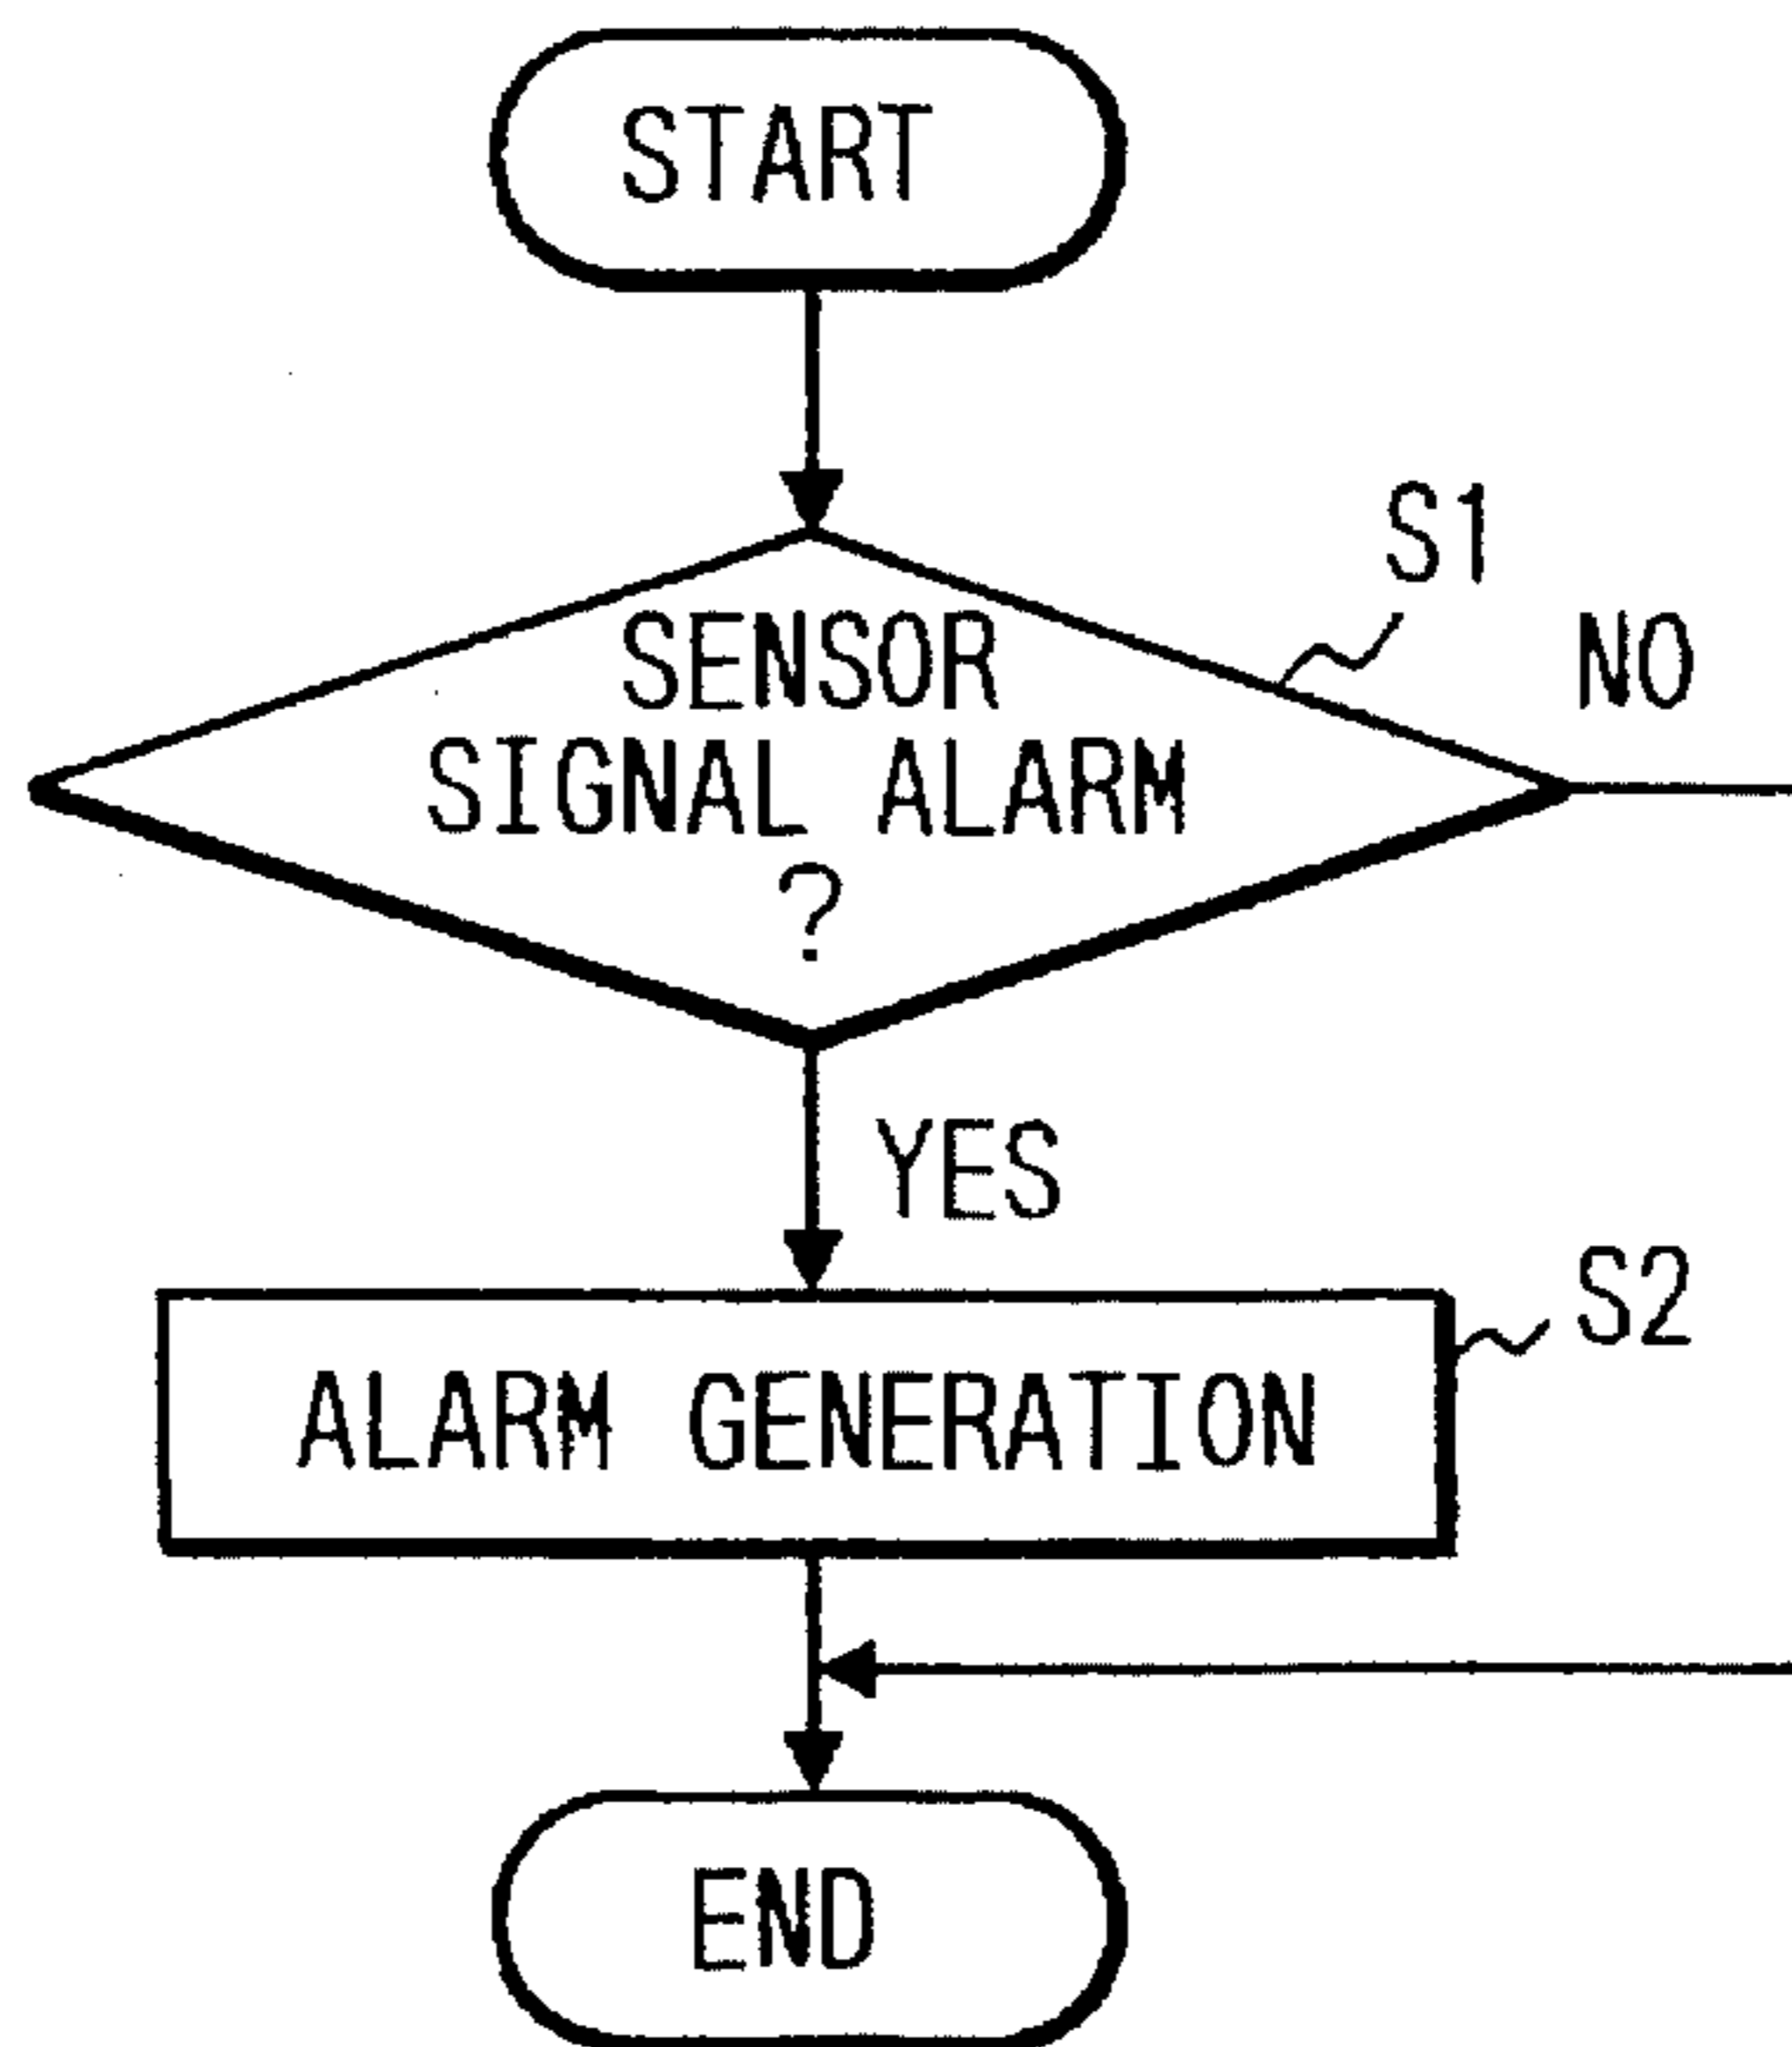 START
S1
SENSOR
NO
SIGNAL ALARM
?
YES
S2
ALARM GENERATION
END